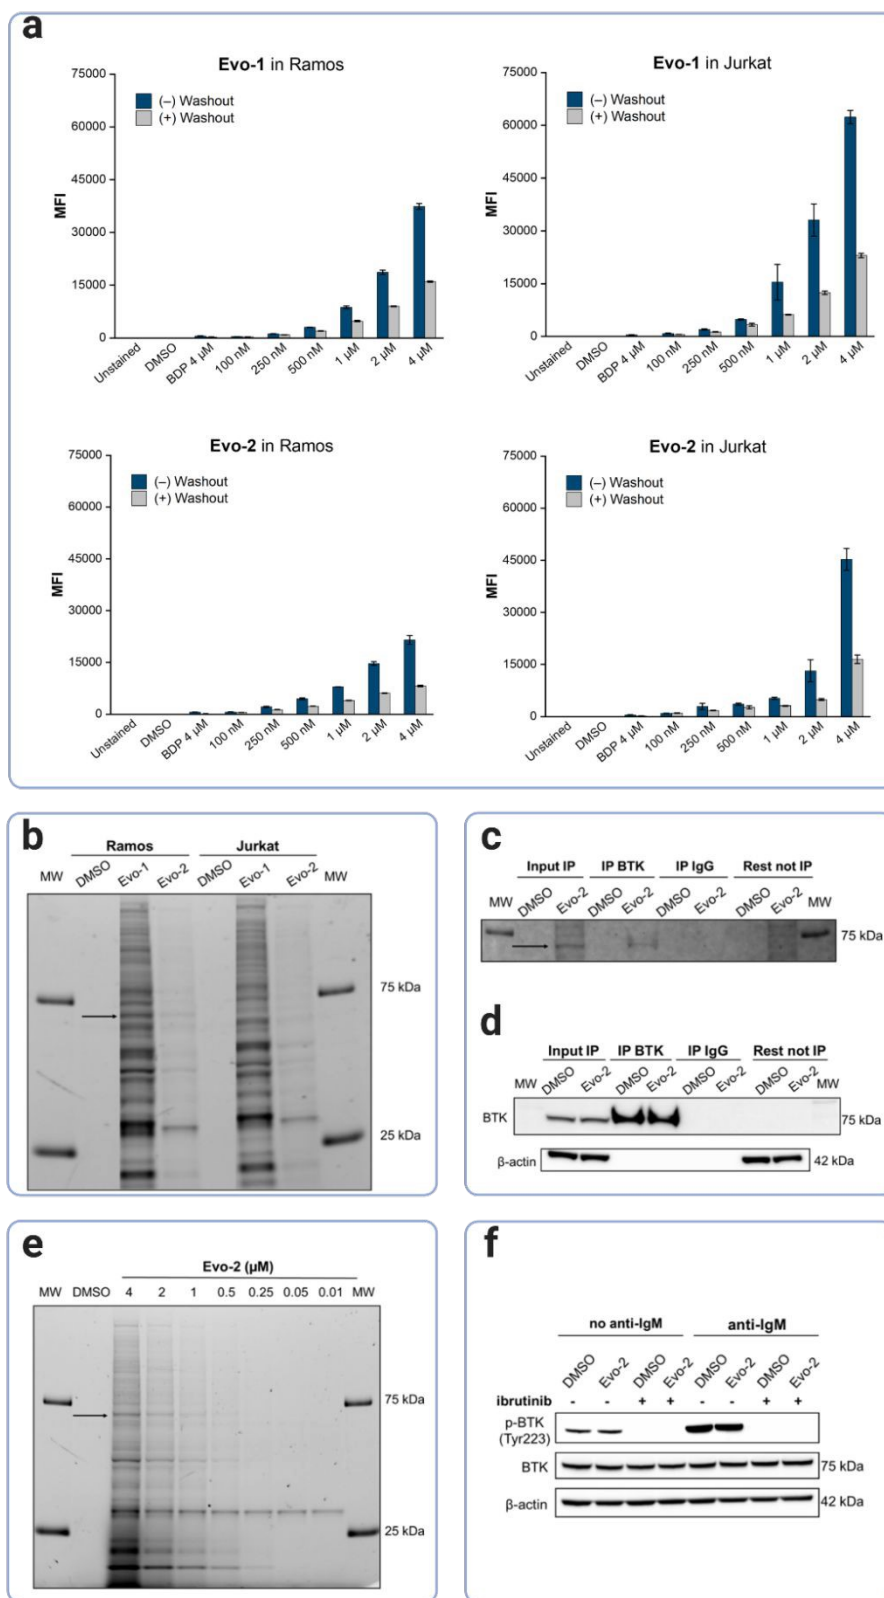 a
Evo-1 in Ramos
75000
60000
45000
30000
15000
0
MFI
(–) Washout
(+) Washout
Unstained
DMSO
BDP 4 µM
100 nM
250 nM
500 nM
1 µM
2 µM
4 µM
Evo-1 in Jurkat
75000
60000
45000
30000
15000
0
MFI
(–) Washout
(+) Washout
Unstained
DMSO
BDP 4 µM
100 nM
250 nM
500 nM
1 µM
2 µM
4 µM
Evo-2 in Ramos
75000
60000
45000
30000
15000
0
MFI
(–) Washout
(+) Washout
Unstained
DMSO
BDP 4 µM
100 nM
250 nM
500 nM
1 µM
2 µM
4 µM
Evo-2 in Jurkat
75000
60000
45000
30000
15000
0
MFI
(–) Washout
(+) Washout
Unstained
DMSO
BDP 4 µM
100 nM
250 nM
500 nM
1 µM
2 µM
4 µM
b
Ramos Jurkat
MW DMSO Evo-1 Evo-2 DMSO Evo-1 Evo-2 MW
75 kDa
25 kDa
c
Input IP IP BTK IP IgG Rest not IP
MW DMSO Evo-2 DMSO Evo-2 DMSO Evo-2 DMSO Evo-2 MW
75 kDa
d
Input IP IP BTK IP IgG Rest not IP
MW DMSO Evo-2 DMSO Evo-2 DMSO Evo-2 DMSO Evo-2 MW
BTK 75 kDa
β-actin 42 kDa
e
Evo-2 (µM)
MW DMSO 4 2 1 0.5 0.25 0.05 0.01 MW
75 kDa
25 kDa
f
no anti-IgM anti-IgM
DMSO Evo-2 DMSO Evo-2 DMSO Evo-2 DMSO Evo-2
ibrutinib - - + + - - + +
p-BTK
(Tyr223)
BTK 75 kDa
β-actin 42 kDa